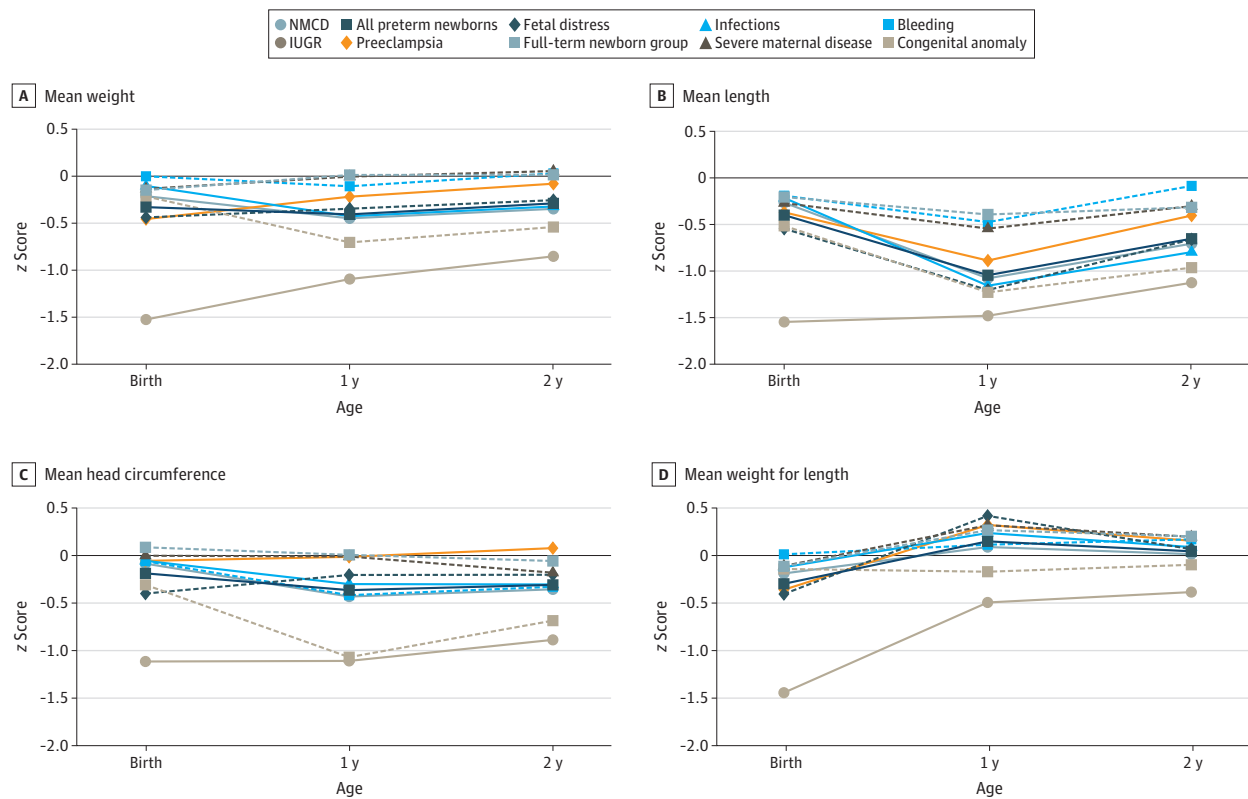 NMCD All preterm newborns Fetal distress Infections Bleeding
IUGR Preeclampsia Full-term newborn group Severe maternal disease Congenital anomaly
A Mean weight
0.5
0
−0.5
−1.0
−1.5
−2.0
z Score
Birth 1 y 2 y
Age
B Mean length
0.5
0
−0.5
−1.0
−1.5
−2.0
z Score
Birth 1 y 2 y
Age
C Mean head circumference
0.5
0
−0.5
−1.0
−1.5
−2.0
z Score
Birth 1 y 2 y
Age
D Mean weight for length
0.5
0
−0.5
−1.0
−1.5
−2.0
z Score
Birth 1 y 2 y
Age